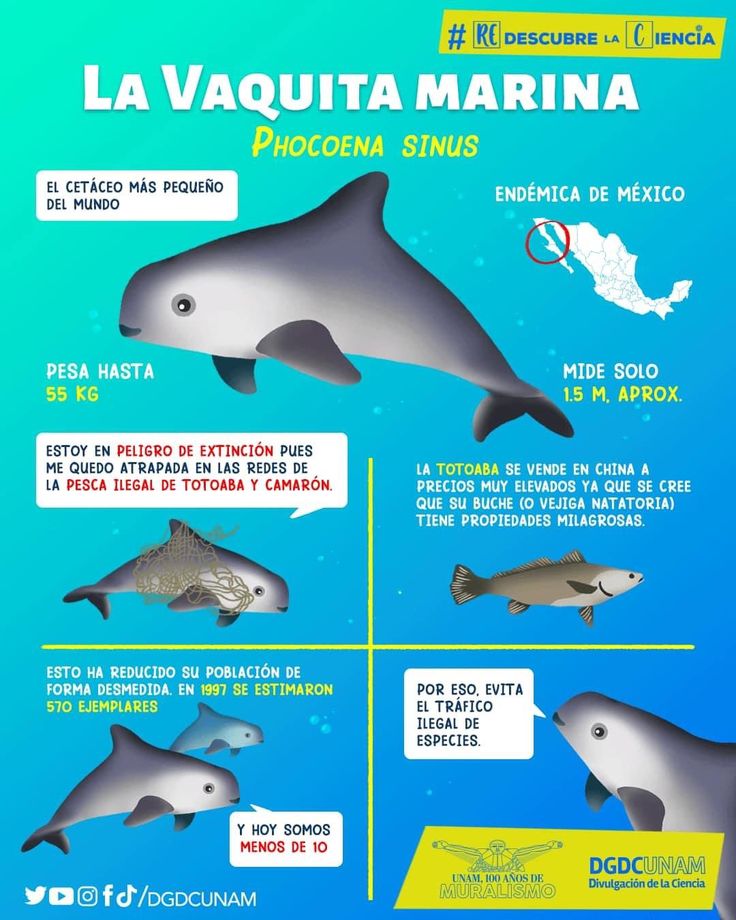 # RE DESCUBRE LA CIENCIA
LA VAQUITA MARINA
PHOCOENA SINUS
EL CETÁCEO MÁS PEQUEÑO
DEL MUNDO
ENDÉMICA DE MÉXICO
PESA HASTA
55 KG
MIDE SOLO
1.5 M, APROX.
ESTOY EN PELIGRO DE EXTINCIÓN PUES
ME QUEDO ATRAPADA EN LAS REDES DE
LA PESCA ILEGAL DE TOTOABA Y CAMARÓN.
LA TOTOABA SE VENDE EN CHINA A
PRECIOS MUY ELEVADOS YA QUE SE CREE
QUE SU BUCHE (O VEJIGA NATATORIA)
TIENE PROPIEDADES MILAGROSAS.
ESTO HA REDUCIDO SU POBLACIÓN DE
FORMA DESMEDIDA. EN 1997 SE ESTIMARON
570 EJEMPLARES
Y HOY SOMOS
MENOS DE 10
POR ESO, EVITA
EL TRÁFICO
ILEGAL DE
ESPECIES.
UNAM, 100 AÑOS DE
MURALISMO
DGDCUNAM
Divulgación de la Ciencia
/DGDCUNAM